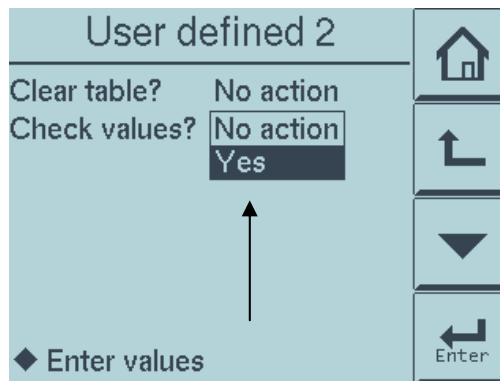 User defined 2
Clear table? No action
Check values? No action
Yes
◆ Enter values
Enter